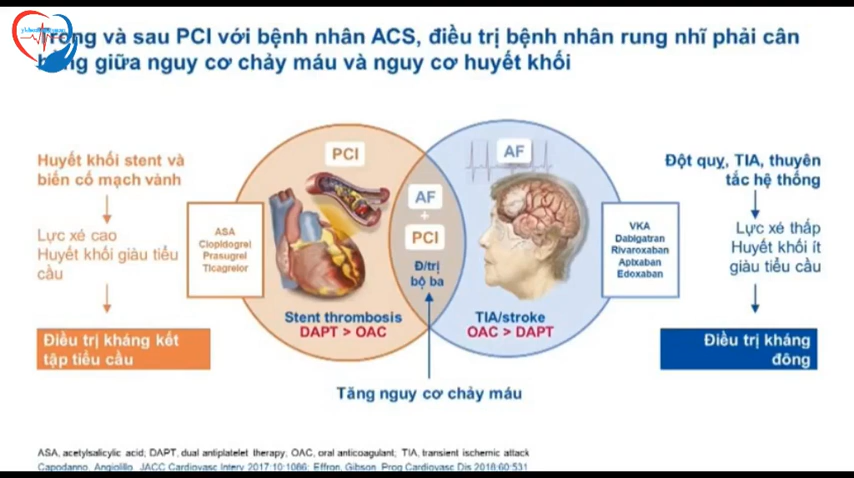 Trong và sau PCI với bệnh nhân ACS, điều trị bệnh nhân rung nhĩ phải cân
bằng giữa nguy cơ chảy máu và nguy cơ huyết khối
Huyết khối stent và
biến cố mạch vành
Lực xé cao
Huyết khối giàu tiểu
cầu
Điều trị kháng kết
tập tiểu cầu
ASA
Clopidogrel
Prasugrel
Ticagrelor
PCI
Stent thrombosis
DAPT > OAC
AF
+
PCI
Đ/trị
bộ ba
Tăng nguy cơ chảy máu
AF
TIA/stroke
OAC > DAPT
VKA
Dabigatran
Rivaroxaban
Apixaban
Edoxaban
Đột quỵ, TIA, thuyên
tắc hệ thống
Lực xé thấp
Huyết khối ít
giàu tiểu cầu
Điều trị kháng
đông
ASA, acetylsalicylic acid; DAPT, dual antiplatelet therapy; OAC, oral anticoagulant; TIA, transient ischemic attack
Capodanno, Angiolillo. JACC Cardiovasc Interv 2017;10:1086; Effron, Gibson. Prog Cardiovasc Dis 2018;60:531